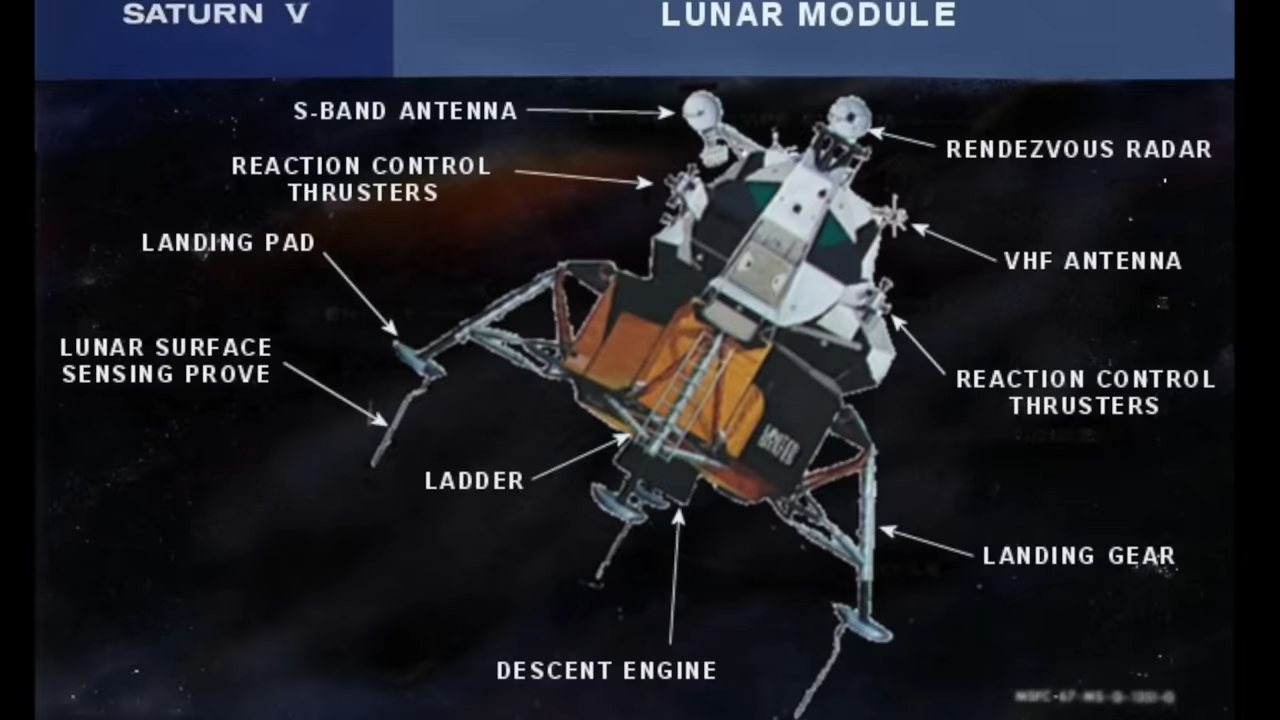 SATURN V
LUNAR MODULE
S-BAND ANTENNA
RENDEZVOUS RADAR
REACTION CONTROL
THRUSTERS
LANDING PAD
VHF ANTENNA
LUNAR SURFACE
SENSING PROVE
REACTION CONTROL
THRUSTERS
LADDER
LANDING GEAR
DESCENT ENGINE